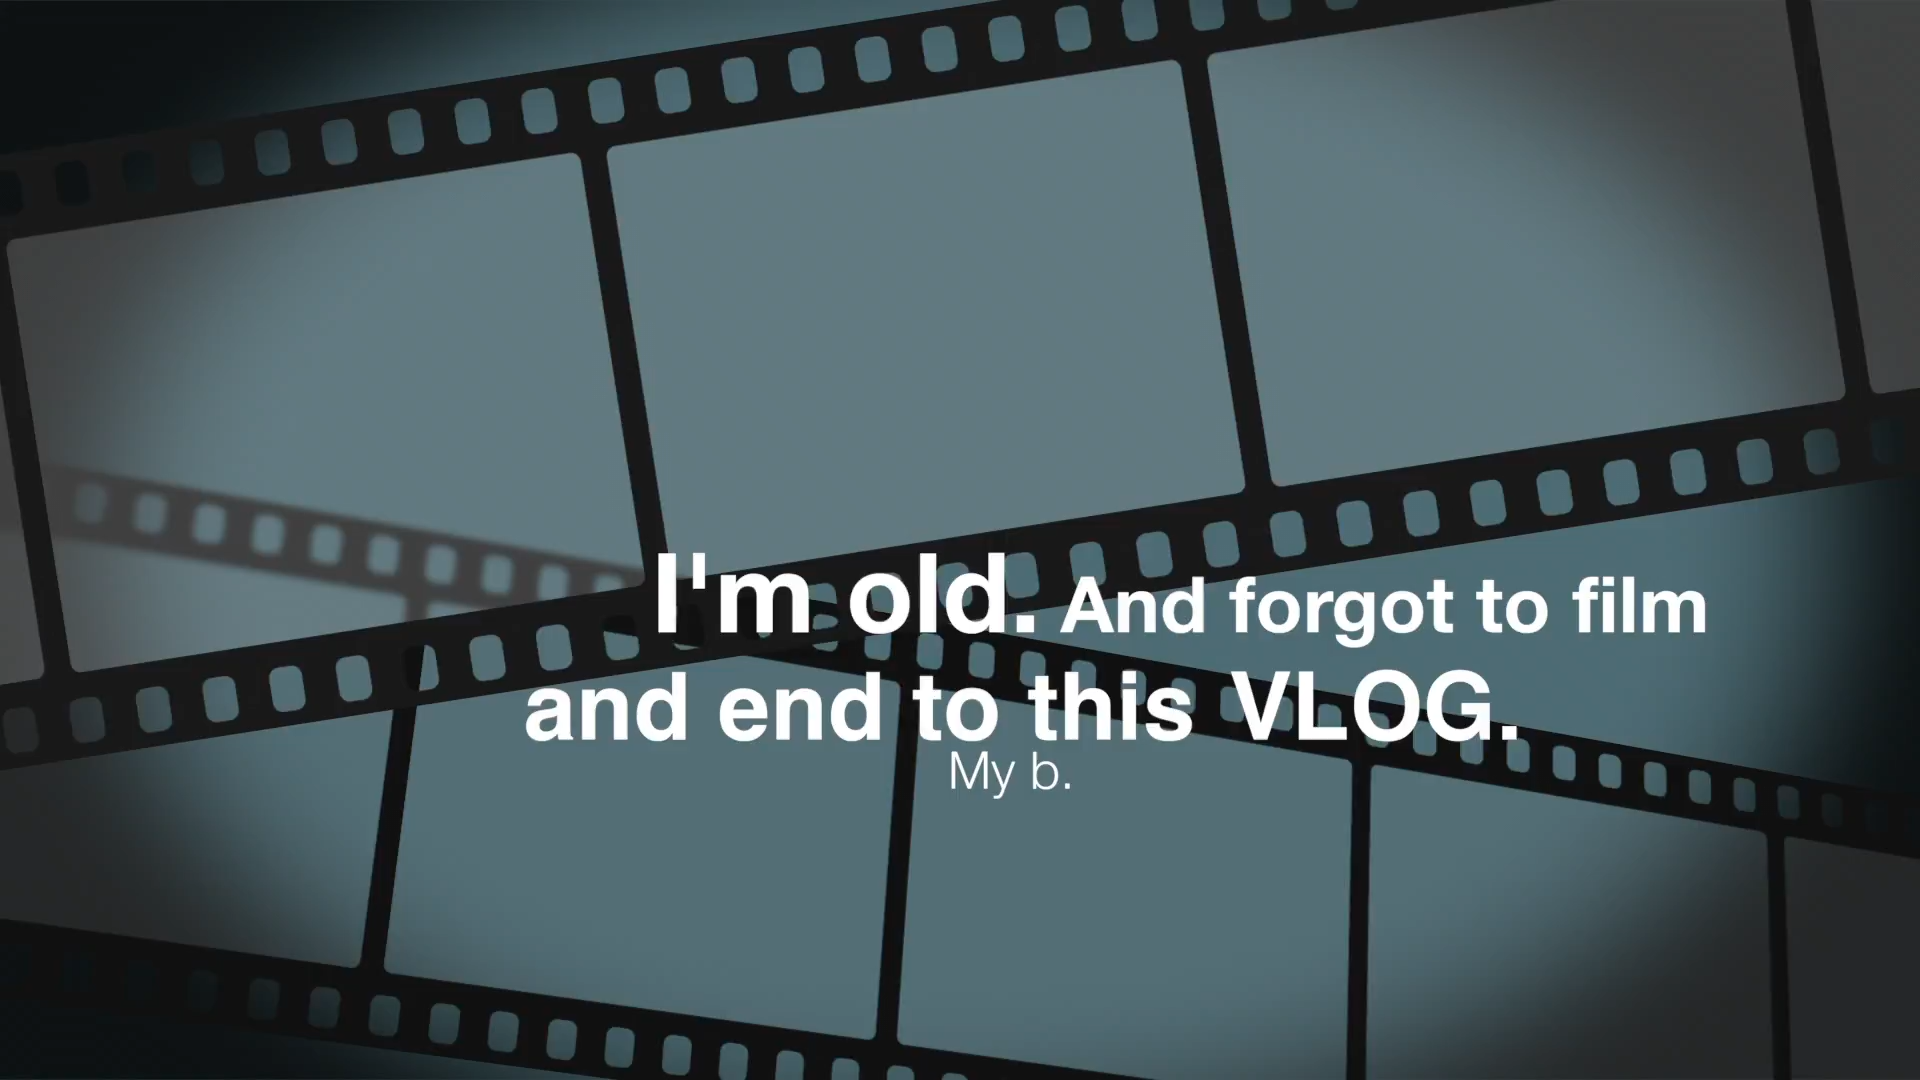 I'm old. And forgot to film
and end to this VLOG.
My b.